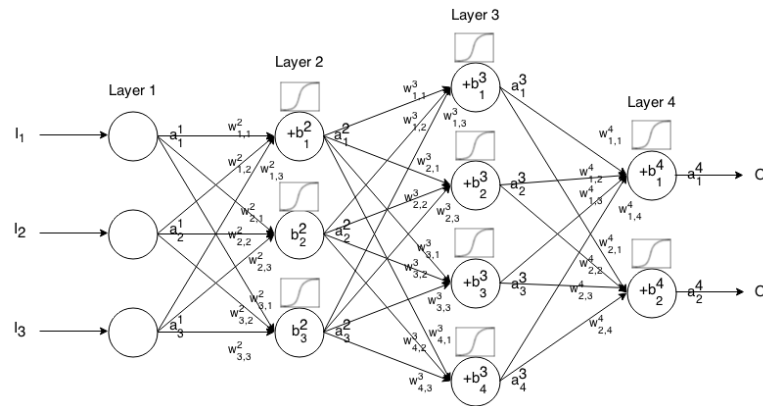 Layer 3
Layer 2
Layer 4
Layer 1
I₁
a¹₁
w²₁,₁
w²₁,₂
w²₁,₃
+b²₁
a²₁
w³₁,₁
w³₁,₂
w³₁,₃
+b³₁
a³₁
w⁴₁,₁
w⁴₁,₂
w⁴₁,₃
w⁴₁,₄
+b⁴₁
a⁴₁
O
I₂
a¹₂
w²₂,₁
w²₂,₂
w²₂,₃
b²₂
a²₂
w³₂,₁
w³₂,₂
w³₂,₃
+b³₂
a³₂
w⁴₂,₁
w⁴₂,₂
w⁴₂,₃
w⁴₂,₄
+b⁴₂
a⁴₂
O
I₃
a¹₃
w²₃,₁
w²₃,₂
w²₃,₃
b²₃
a²₃
w³₃,₁
w³₃,₂
w³₃,₃
+b³₃
a³₃
w³₄,₁
w³₄,₂
w³₄,₃
+b³₄
a³₄